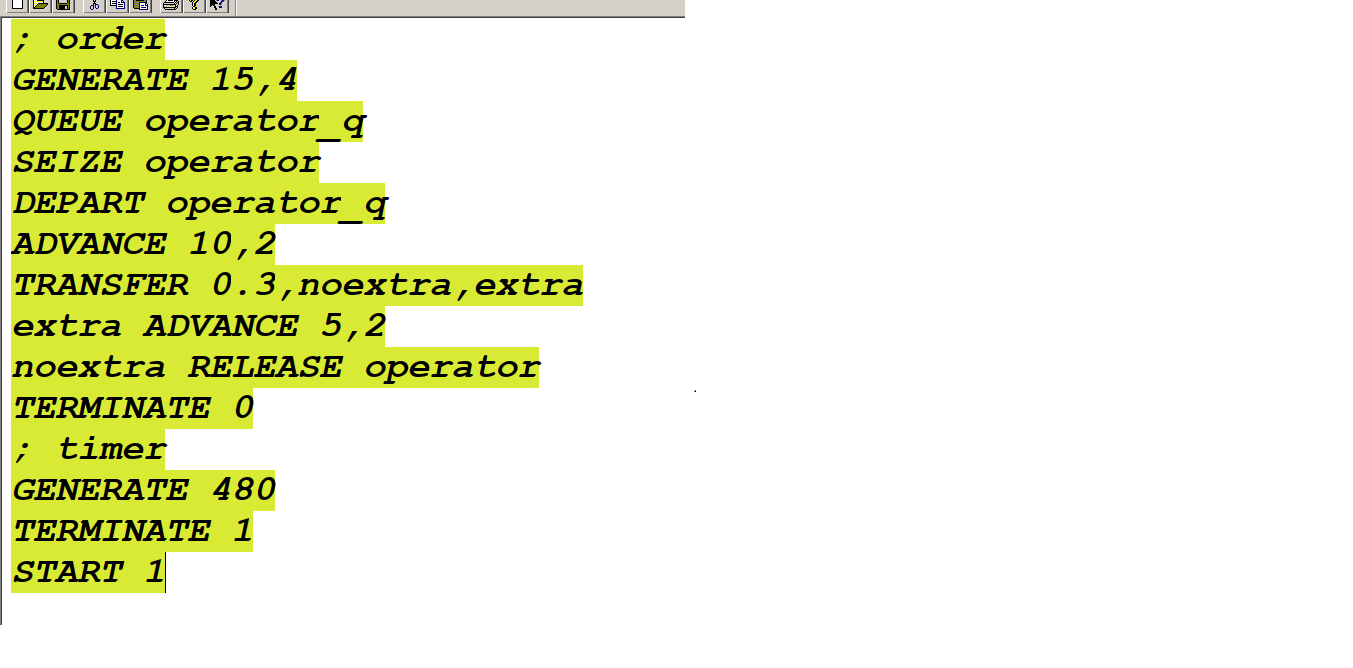 ; order
GENERATE 15,4
QUEUE operator_q
SEIZE operator
DEPART operator_q
ADVANCE 10,2
TRANSFER 0.3,noextra,extra
extra ADVANCE 5,2
noextra RELEASE operator
TERMINATE 0
; timer
GENERATE 480
TERMINATE 1
START 1